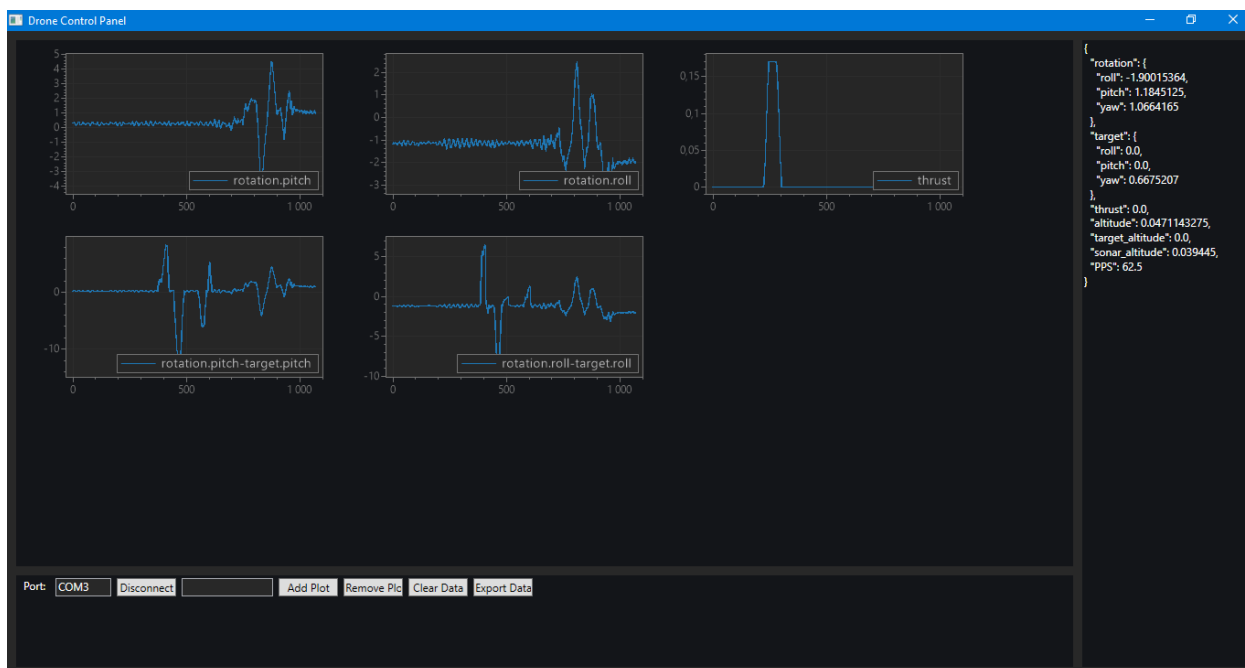 Drone Control Panel
5
4
3
2
1
0
-1
-2
-3
-4
rotation.pitch
0
500
1 000
2
1
0
-1
-2
-3
rotation.roll
0
500
1 000
0,15
0,1
0,05
0
thrust
0
500
1 000
0
-10
rotation.pitch-target.pitch
0
500
1 000
5
0
-5
-10
rotation.roll-target.roll
0
500
1 000
{
"rotation": {
"roll": -1.90015364,
"pitch": 1.1845125,
"yaw": 1.0664165
},
"target": {
"roll": 0.0,
"pitch": 0.0,
"yaw": 0.6675207
},
"thrust": 0.0,
"altitude": 0.0471143275,
"target_altitude": 0.0,
"sonar_altitude": 0.039445,
"PPS": 62.5
}
Port: COM3 Disconnect Add Plot Remove Plo Clear Data Export Data